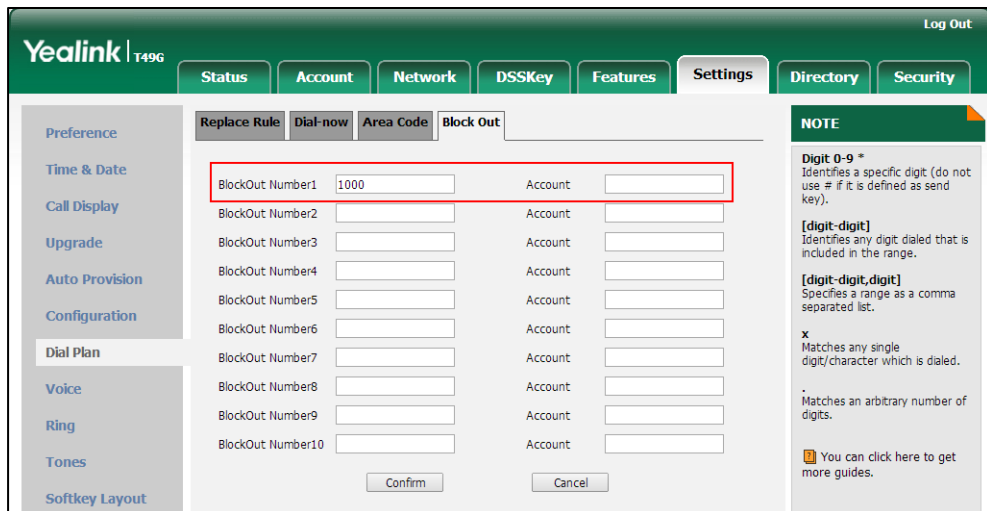 Log Out
Yealink T49G
Status Account Network DSSKey Features Settings Directory Security
Preference
Time & Date
Call Display
Upgrade
Auto Provision
Configuration
Dial Plan
Voice
Ring
Tones
Softkey Layout
Replace Rule Dial-now Area Code Block Out
BlockOut Number1 1000 Account
BlockOut Number2 Account
BlockOut Number3 Account
BlockOut Number4 Account
BlockOut Number5 Account
BlockOut Number6 Account
BlockOut Number7 Account
BlockOut Number8 Account
BlockOut Number9 Account
BlockOut Number10 Account
Confirm Cancel
NOTE
Digit 0-9 *
Identifies a specific digit (do not
use # if it is defined as send
key).
[digit-digit]
Identifies any digit dialed that is
included in the range.
[digit-digit,digit]
Specifies a range as a comma
separated list.
x
Matches any single
digit/character which is dialed.
.
Matches an arbitrary number of
digits.
You can click here to get
more guides.